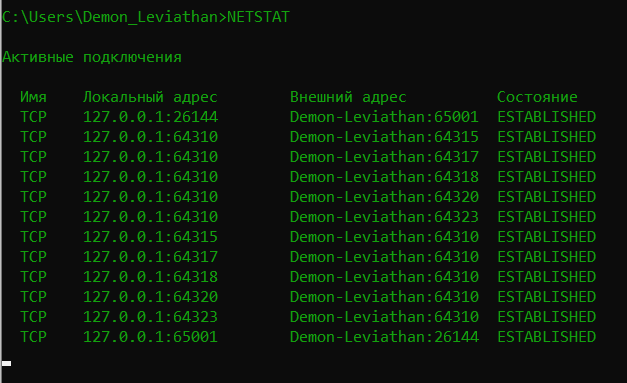 C:\Users\Demon_Leviathan>NETSTAT
Активные подключения
Имя Локальный адрес Внешний адрес Состояние
TCP 127.0.0.1:26144 Demon-Leviathan:65001 ESTABLISHED
TCP 127.0.0.1:64310 Demon-Leviathan:64315 ESTABLISHED
TCP 127.0.0.1:64310 Demon-Leviathan:64317 ESTABLISHED
TCP 127.0.0.1:64310 Demon-Leviathan:64318 ESTABLISHED
TCP 127.0.0.1:64310 Demon-Leviathan:64320 ESTABLISHED
TCP 127.0.0.1:64310 Demon-Leviathan:64323 ESTABLISHED
TCP 127.0.0.1:64315 Demon-Leviathan:64310 ESTABLISHED
TCP 127.0.0.1:64317 Demon-Leviathan:64310 ESTABLISHED
TCP 127.0.0.1:64318 Demon-Leviathan:64310 ESTABLISHED
TCP 127.0.0.1:64320 Demon-Leviathan:64310 ESTABLISHED
TCP 127.0.0.1:64323 Demon-Leviathan:64310 ESTABLISHED
TCP 127.0.0.1:65001 Demon-Leviathan:26144 ESTABLISHED